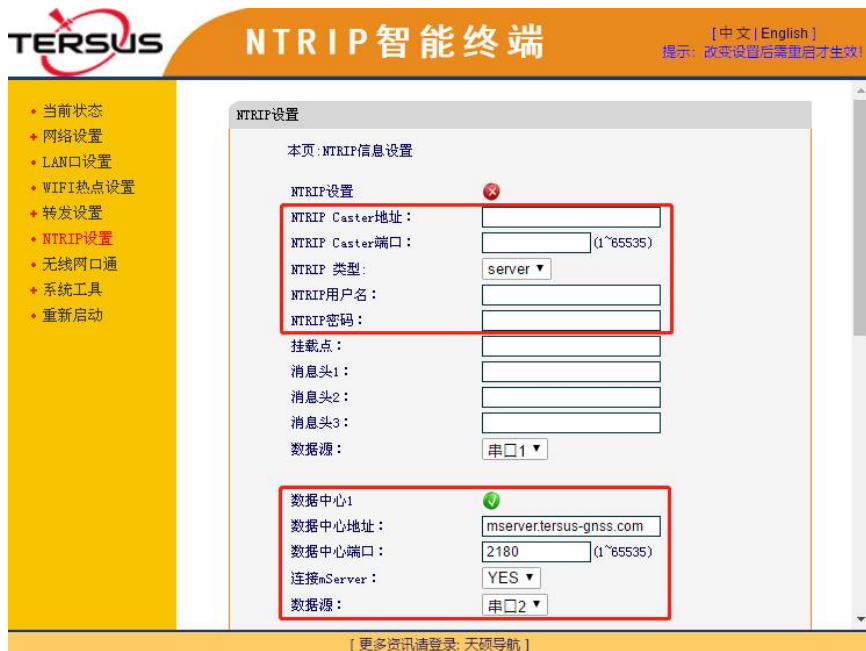 TERSUS
NTRIP智能终端
[中文 | English]
提示: 改变设置后需重启才生效!
当前状态
网络设置
LAN口设置
WIFI热点设置
转发设置
NTRIP设置
无线网口通
系统工具
重新启动
NTRIP设置
本页:NTRIP信息设置
NTRIP设置
NTRIP Caster地址:
NTRIP Caster端口: (1~65535)
NTRIP 类型: server
NTRIP用户名:
NTRIP密码:
挂载点:
消息头1:
消息头2:
消息头3:
数据源: 串口1
数据中心1
数据中心地址: mserver.tersus-gnss.com
数据中心端口: 2180 (1~65535)
连接mServer: YES
数据源: 串口2
[ 更多资讯请登录: 天硕导航 ]